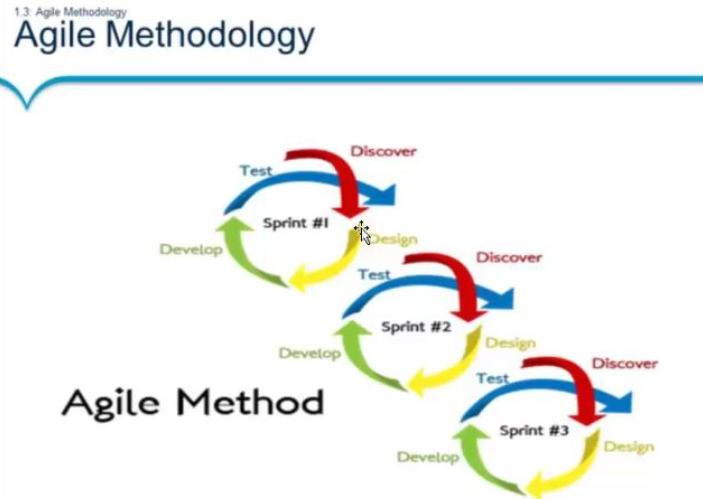 1.3: Agile Methodology
Agile Methodology
Discover
Test
Sprint #1
Design
Develop
Discover
Test
Sprint #2
Design
Develop
Discover
Test
Agile Method
Sprint #3
Design
Develop